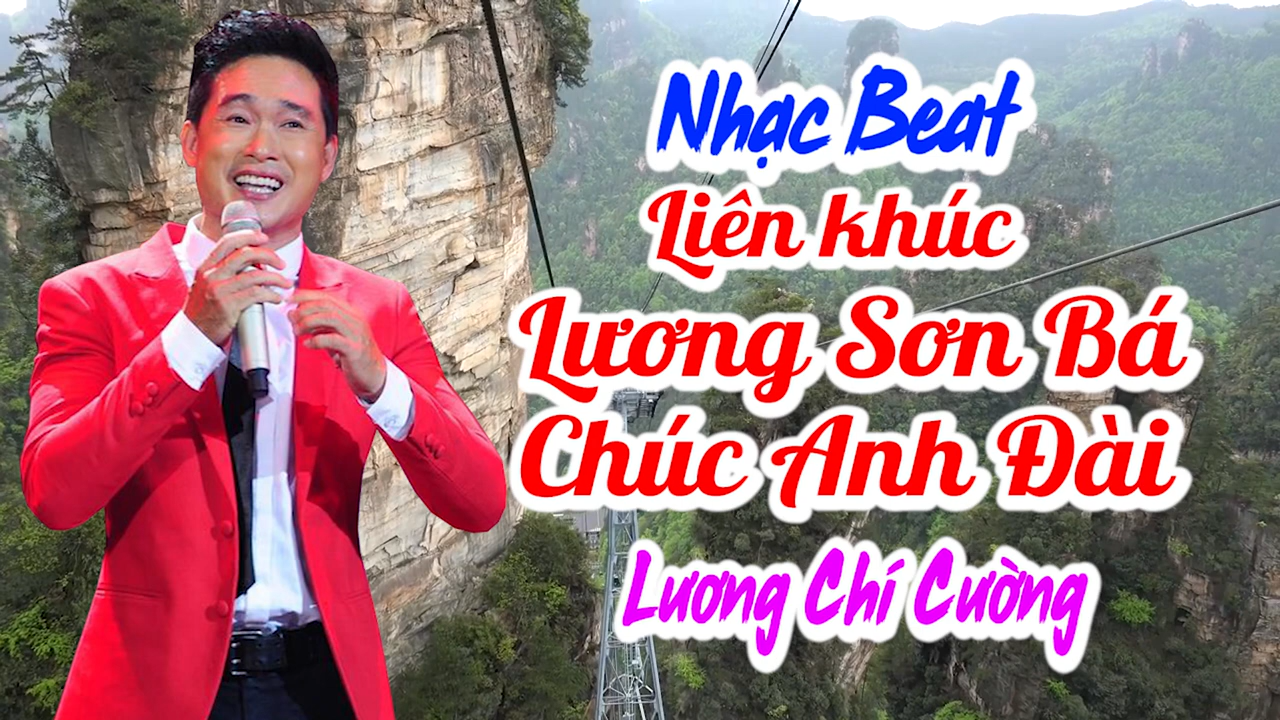 Nhạc Beat
Liên khúc
Lương Sơn Bá
Chúc Anh Đài
Lương Chí Cường